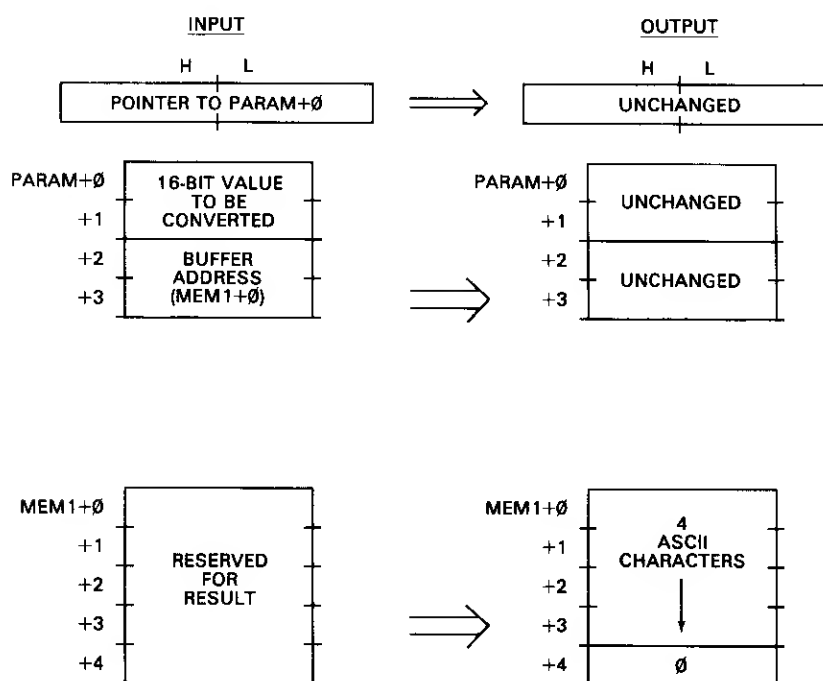 INPUT
OUTPUT
H L
H L
POINTER TO PARAM+Ø
UNCHANGED
PARAM+Ø
+1
+2
+3
16-BIT VALUE
TO BE
CONVERTED
BUFFER
ADDRESS
(MEM1+Ø)
PARAM+Ø
+1
+2
+3
UNCHANGED
UNCHANGED
MEM1+Ø
+1
+2
+3
+4
RESERVED
FOR
RESULT
MEM1+Ø
+1
+2
+3
+4
4
ASCII
CHARACTERS
Ø